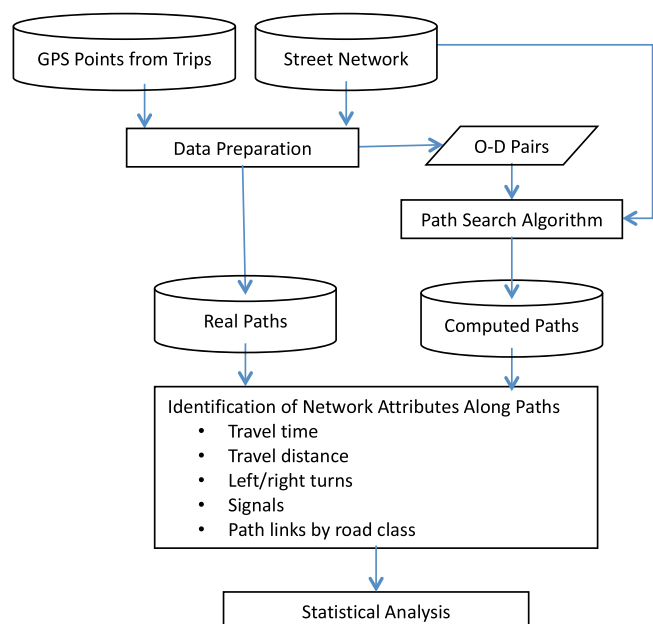 GPS Points from Trips
Street Network
Data Preparation
O-D Pairs
Path Search Algorithm
Real Paths
Computed Paths
Identification of Network Attributes Along Paths
• Travel time
• Travel distance
• Left/right turns
• Signals
• Path links by road class
Statistical Analysis